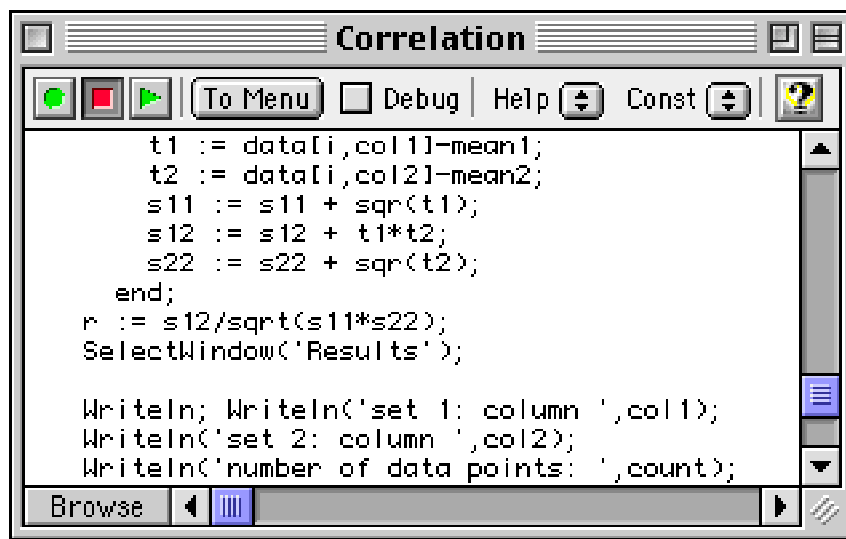 Correlation
To Menu Debug Help Const
t1 := data[i,col1]-mean1;
t2 := data[i,col2]-mean2;
s11 := s11 + sqr(t1);
s12 := s12 + t1*t2;
s22 := s22 + sqr(t2);
end;
r := s12/sqrt(s11*s22);
SelectWindow('Results');
Writeln; Writeln('set 1: column ',col1);
Writeln('set 2: column ',col2);
Writeln('number of data points: ',count);
Browse